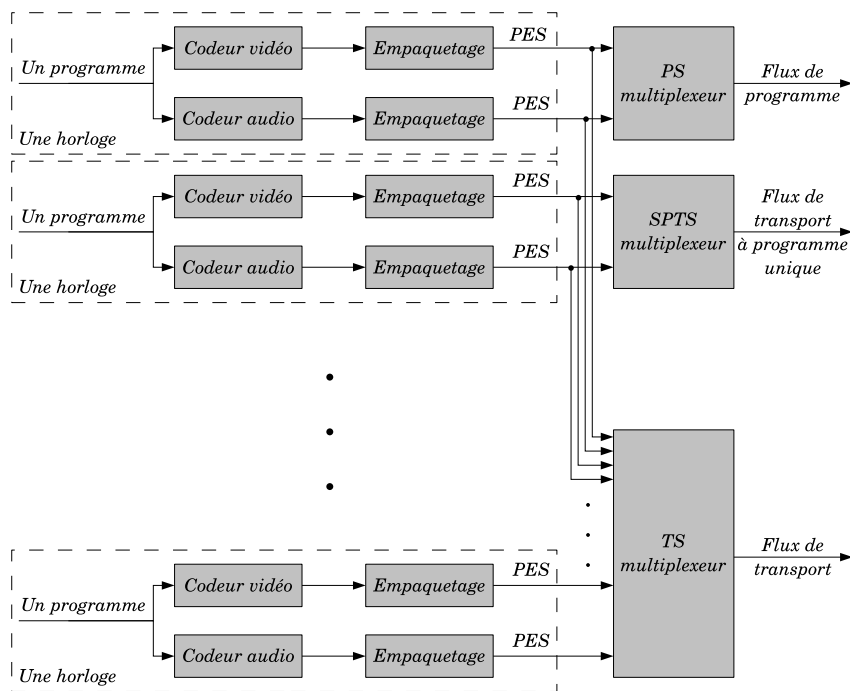 PES
Codeur vidéo
Empaquetage
Un programme
PS
multiplexeur
Flux de
programme
PES
Codeur audio
Empaquetage
Une horloge
PES
Codeur vidéo
Empaquetage
Un programme
SPTS
multiplexeur
Flux de
transport
à programme
unique
PES
Codeur audio
Empaquetage
Une horloge
TS
multiplexeur
Flux de
transport
PES
Codeur vidéo
Empaquetage
Un programme
PES
Codeur audio
Empaquetage
Une horloge